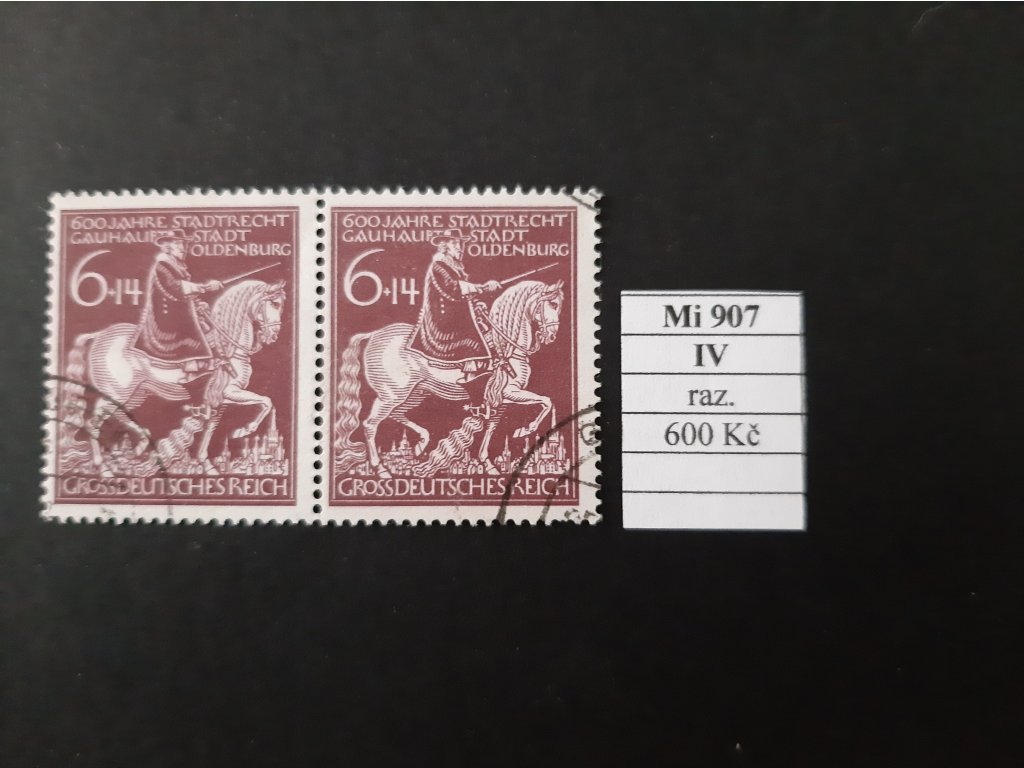 600 JAHRE STADTRECHT
GAUHAUPTSTADT
OLDENBURG
6+14
GROSSDEUTSCHES REICH
600 JAHRE STADTRECHT
GAUHAUPTSTADT
OLDENBURG
6+14
GROSSDEUTSCHES REICH
Mi 907
IV
raz.
600 Kč